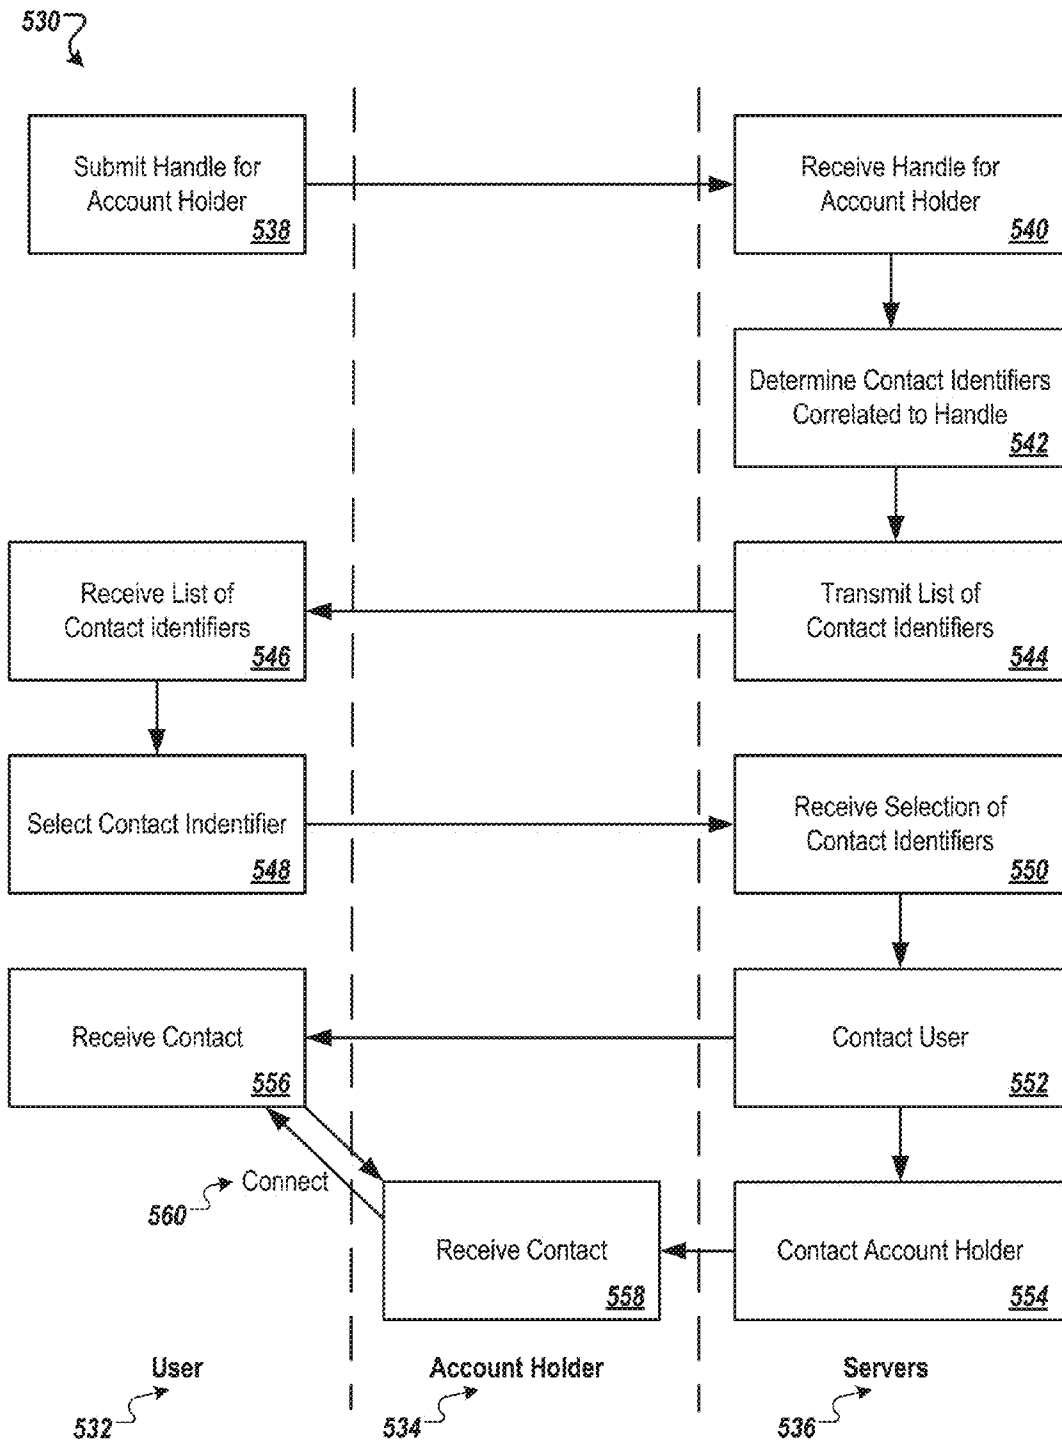 530
Submit Handle for
Account Holder
538
Receive Handle for
Account Holder
540
Determine Contact Identifiers
Correlated to Handle
542
Receive List of
Contact identifiers
546
Transmit List of
Contact Identifiers
544
Select Contact Indentifier
548
Receive Selection of
Contact Identifiers
550
Receive Contact
556
Contact User
552
Connect
560
Receive Contact
558
Contact Account Holder
554
User
532
Account Holder
534
Servers
536